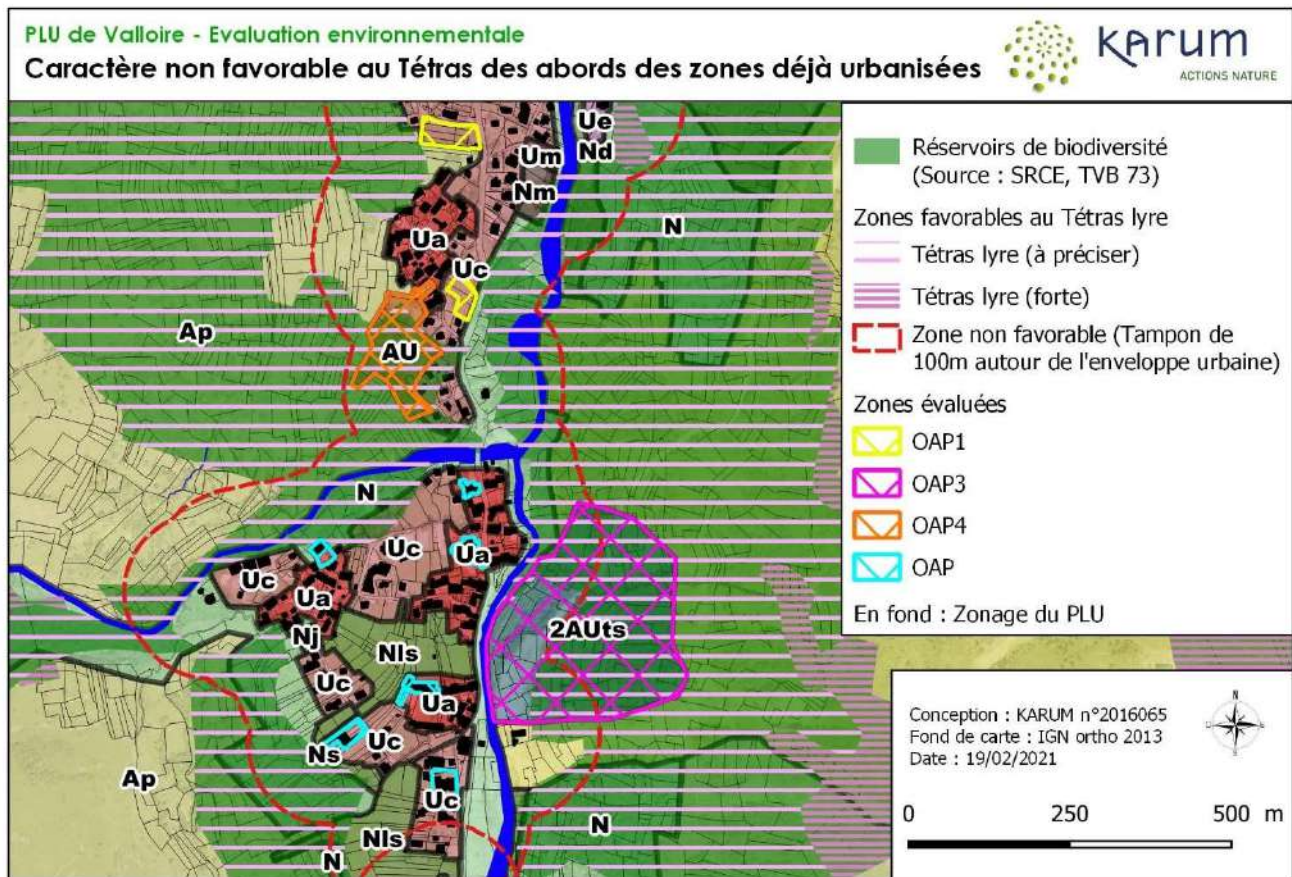 PLU de Valloire - Evaluation environnementale
Caractère non favorable au Tétras des abords des zones déjà urbanisées
KARUM
ACTIONS NATURE
Réservoirs de biodiversité
(Source : SRCE, TVB 73)
Zones favorables au Tétras lyre
Tétras lyre (à préciser)
Tétras lyre (forte)
Zone non favorable (Tampon de
100m autour de l'enveloppe urbaine)
Zones évaluées
OAP1
OAP3
OAP4
OAP
En fond : Zonage du PLU
Conception : KARUM n°2016065
Fond de carte : IGN ortho 2013
Date : 19/02/2021
N
0 250 500 m
Ue
Um
Nd
Nm
N
Ua
Uc
Ap
AU
N
Uc
Ua
Uc
Ua
2AUts
Nj
Nls
Uc
Ua
Ns
Uc
Ap
Uc
N
Nls
N